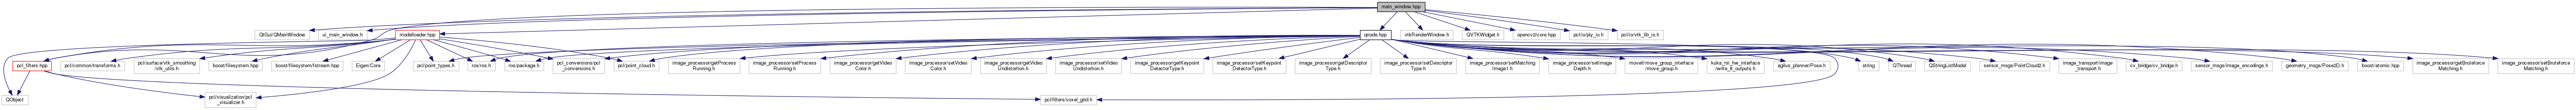 main_window.hpp
QtGui/QMainWindow
ui_main_window.h
modelloader.hpp
qnode.hpp
vtkRenderWindow.h
QVTKWidget.h
opencv2/core.hpp
pcl/io/ply_io.h
pcl/io/vtk_lib_io.h
pcl_filters.hpp
pcl/common/transforms.h
pcl/surface/vtk_smoothing
/vtk_utils.h
boost/filesystem.hpp
boost/filesystem/fstream.hpp
Eigen/Core
pcl/point_types.h
ros/ros.h
ros/package.h
pcl_conversions/pcl
_conversions.h
pcl/point_cloud.h
image_processor/getProcess
Running.h
image_processor/setProcess
Running.h
image_processor/getVideo
Color.h
image_processor/setVideo
Color.h
image_processor/getVideo
Undistortion.h
image_processor/setVideo
Undistortion.h
image_processor/getKeypoint
DetectorType.h
image_processor/setKeypoint
DetectorType.h
image_processor/getDescriptor
Type.h
image_processor/setDescriptor
Type.h
image_processor/setMatching
Image1.h
image_processor/setImage
Depth.h
moveit/move_group_interface
/move_group.h
kuka_rsi_hw_interface
/write_8_outputs.h
agilus_planner/Pose.h
string
QThread
QStringListModel
sensor_msgs/PointCloud2.h
image_transport/image
_transport.h
cv_bridge/cv_bridge.h
sensor_msgs/image_encodings.h
geometry_msgs/Pose2D.h
boost/atomic.hpp
image_processor/getBruteforce
Matching.h
image_processor/setBruteforce
Matching.h
QObject
pcl/visualization/pcl
_visualizer.h
pcl/filters/voxel_grid.h